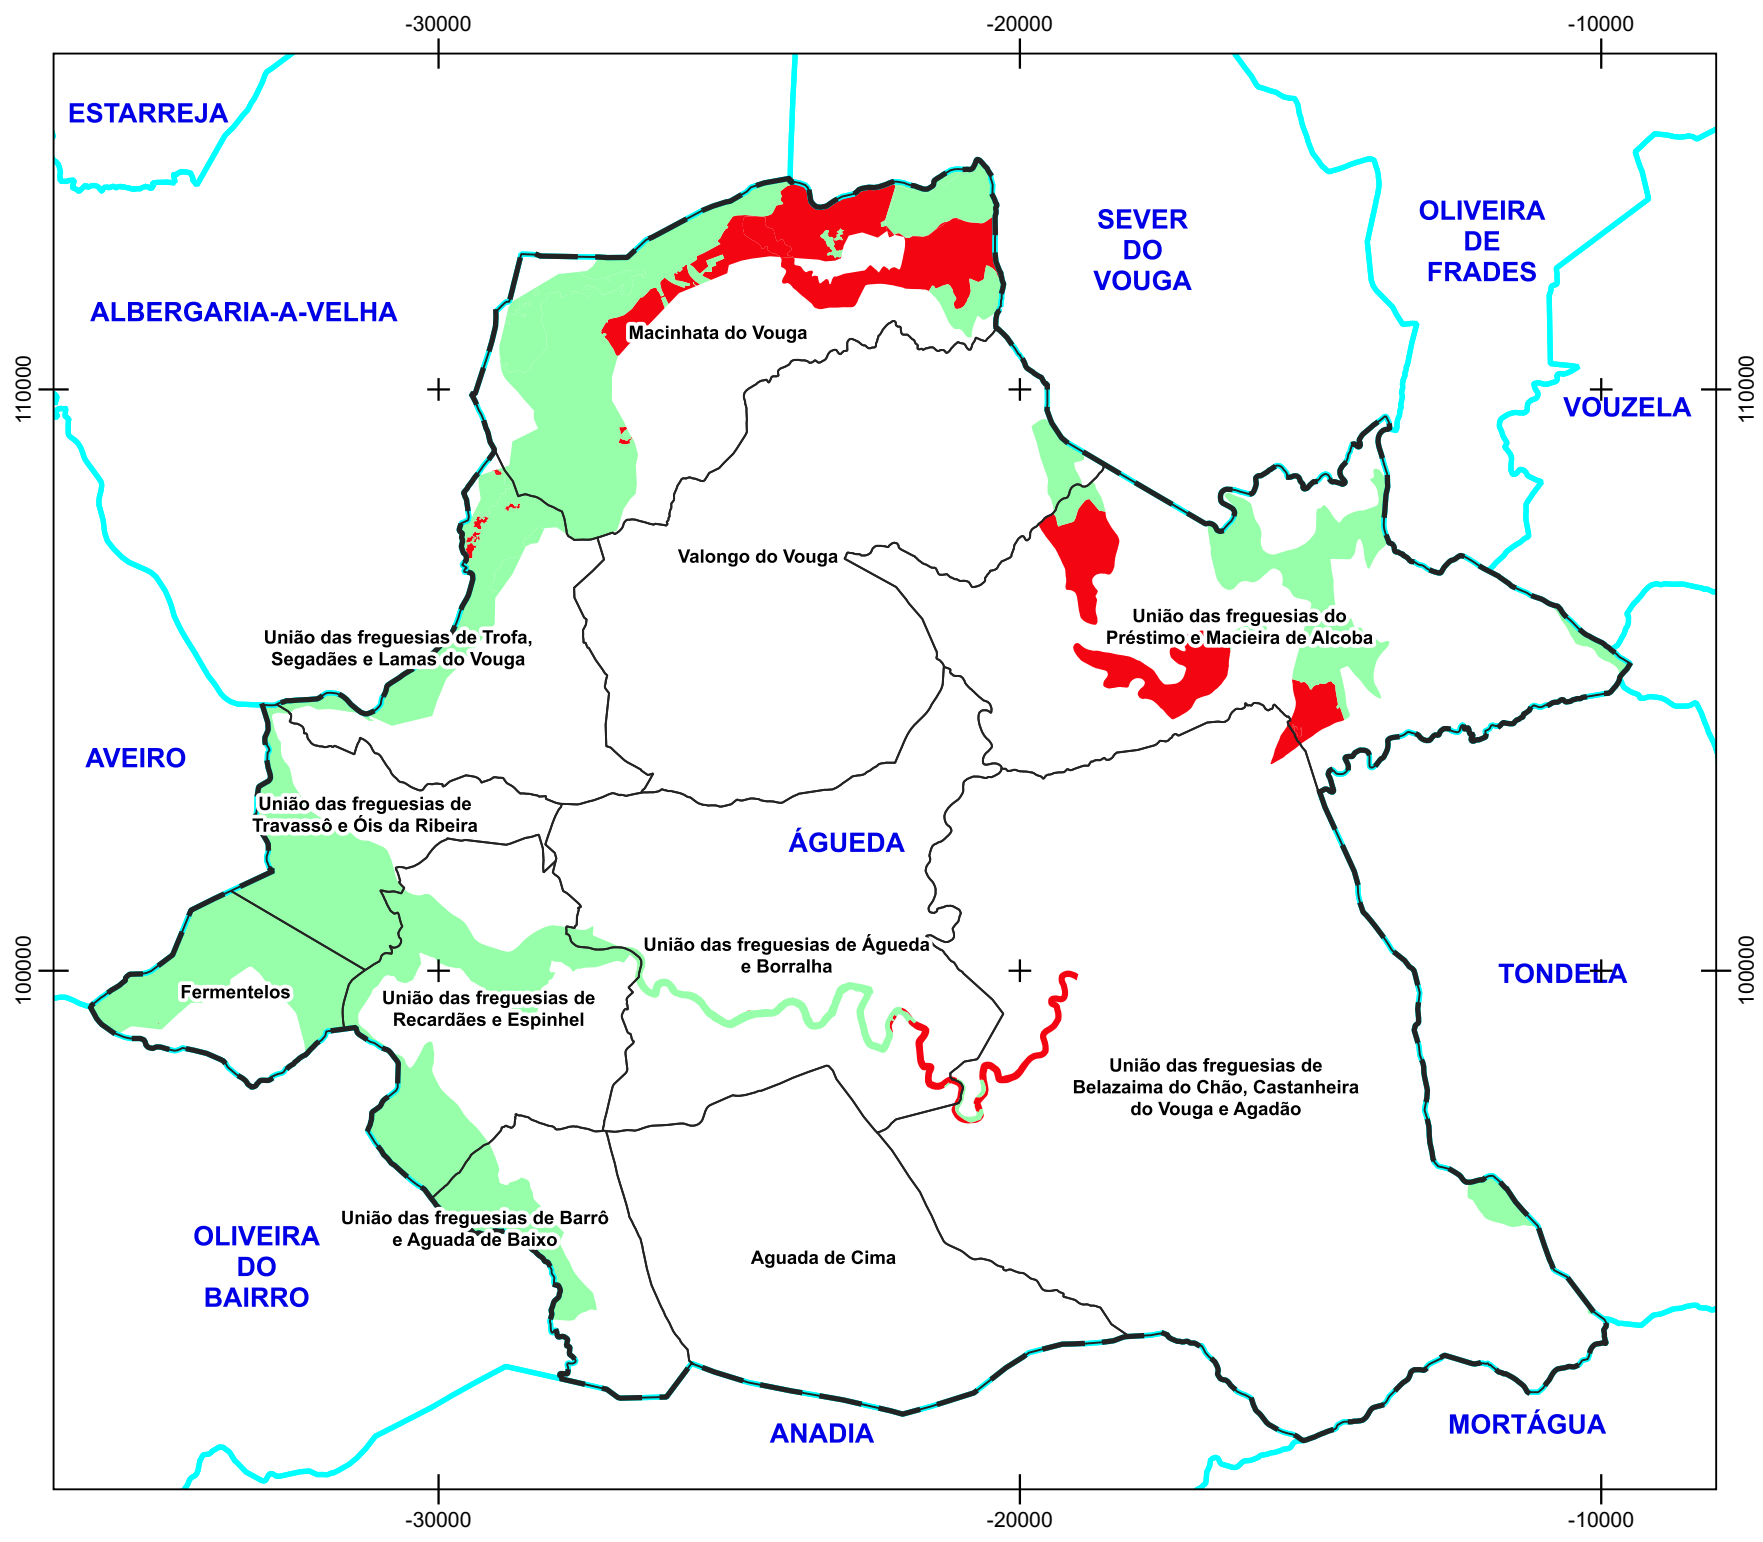 -30000
-20000
-10000
ESTARREJA
SEVER
DO
VOUGA
OLIVEIRA
DE
FRADES
ALBERGARIA-A-VELHA
Macinhata do Vouga
110000
110000
VOUZELA
Valongo do Vouga
União das freguesias do
Préstimo e Macieira de Alcoba
União das freguesias de Trofa,
Segadães e Lamas do Vouga
AVEIRO
União das freguesias de
Travassô e Óis da Ribeira
ÁGUEDA
União das freguesias de Águeda
e Borralha
100000
100000
TONDELA
Fermentelos
União das freguesias de
Recardães e Espinhel
União das freguesias de
Belazaima do Chão, Castanheira
do Vouga e Agadão
União das freguesias de Barrô
e Aguada de Baixo
OLIVEIRA
DO
BAIRRO
Aguada de Cima
ANADIA
MORTÁGUA
-30000
-20000
-10000